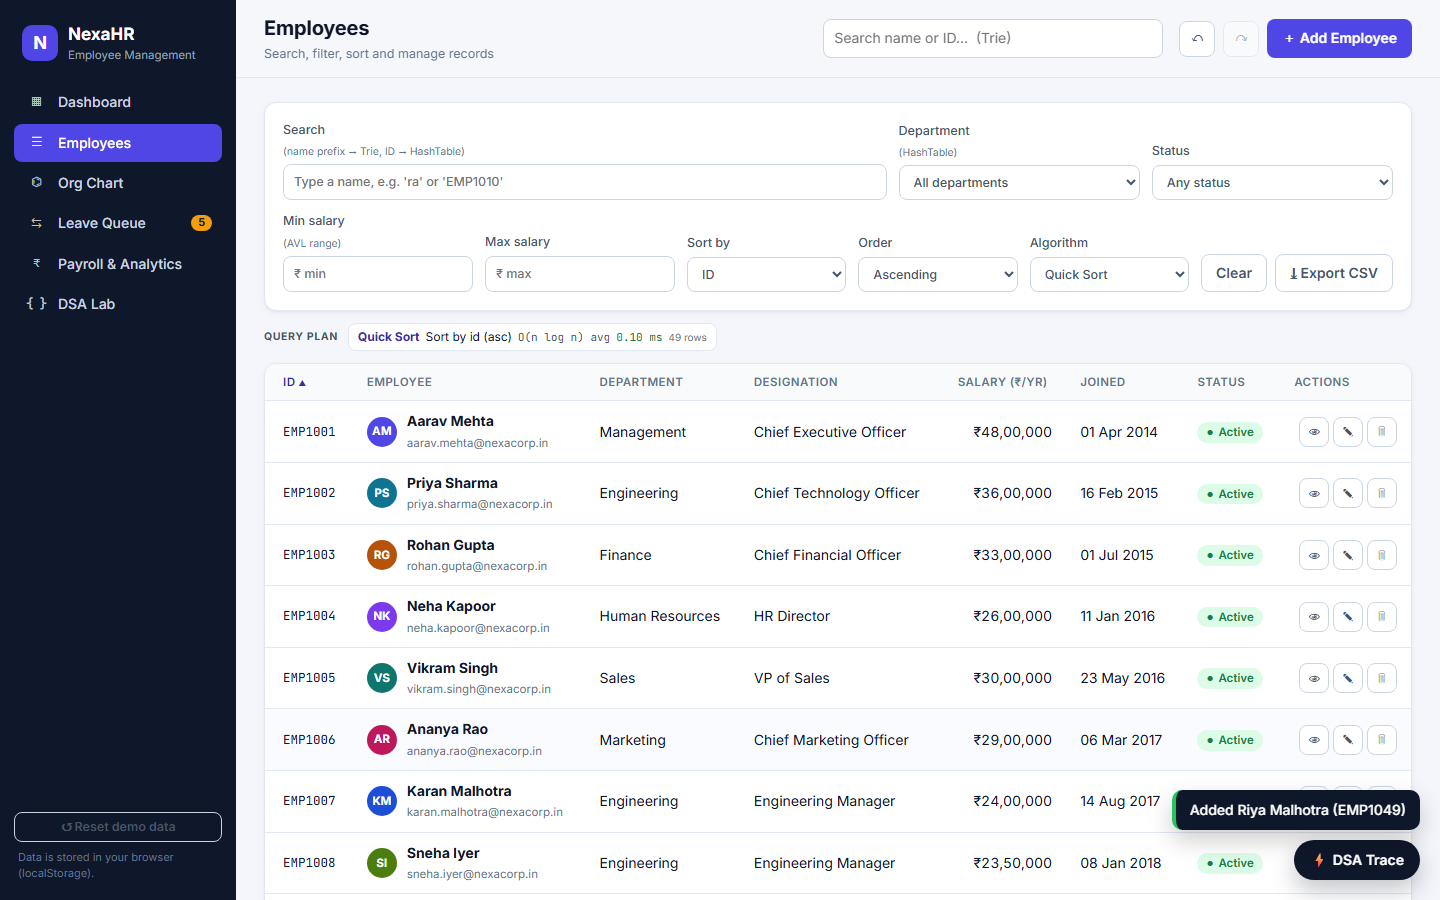 N
NexaHR
Employee Management
Dashboard
Employees
Org Chart
Leave Queue 5
₹ Payroll & Analytics
{ } DSA Lab
↺ Reset demo data
Data is stored in your browser
(localStorage).
Employees
Search, filter, sort and manage records
Search name or ID... (Trie)
+ Add Employee
Search
(name prefix → Trie, ID → HashTable)
Type a name, e.g. 'ra' or 'EMP1010'
Department
(HashTable)
All departments
Status
Any status
Min salary
(AVL range)
₹ min
Max salary
₹ max
Sort by
ID
Order
Ascending
Algorithm
Quick Sort
Clear
⤓ Export CSV
QUERY PLAN Quick Sort Sort by id (asc) O(n log n) avg 0.10 ms 49 rows
ID ▲ EMPLOYEE DEPARTMENT DESIGNATION SALARY (₹/YR) JOINED STATUS ACTIONS
EMP1001 AM Aarav Mehta Management Chief Executive Officer ₹48,00,000 01 Apr 2014 ● Active
aarav.mehta@nexacorp.in
EMP1002 PS Priya Sharma Engineering Chief Technology Officer ₹36,00,000 16 Feb 2015 ● Active
priya.sharma@nexacorp.in
EMP1003 RG Rohan Gupta Finance Chief Financial Officer ₹33,00,000 01 Jul 2015 ● Active
rohan.gupta@nexacorp.in
EMP1004 NK Neha Kapoor Human Resources HR Director ₹26,00,000 11 Jan 2016 ● Active
neha.kapoor@nexacorp.in
EMP1005 VS Vikram Singh Sales VP of Sales ₹30,00,000 23 May 2016 ● Active
vikram.singh@nexacorp.in
EMP1006 AR Ananya Rao Marketing Chief Marketing Officer ₹29,00,000 06 Mar 2017 ● Active
ananya.rao@nexacorp.in
EMP1007 KM Karan Malhotra Engineering Engineering Manager ₹24,00,000 14 Aug 2017
karan.malhotra@nexacorp.in
Added Riya Malhotra (EMP1049)
EMP1008 SI Sneha Iyer Engineering Engineering Manager ₹23,50,000 08 Jan 2018 ● Active
sneha.iyer@nexacorp.in
DSA Trace